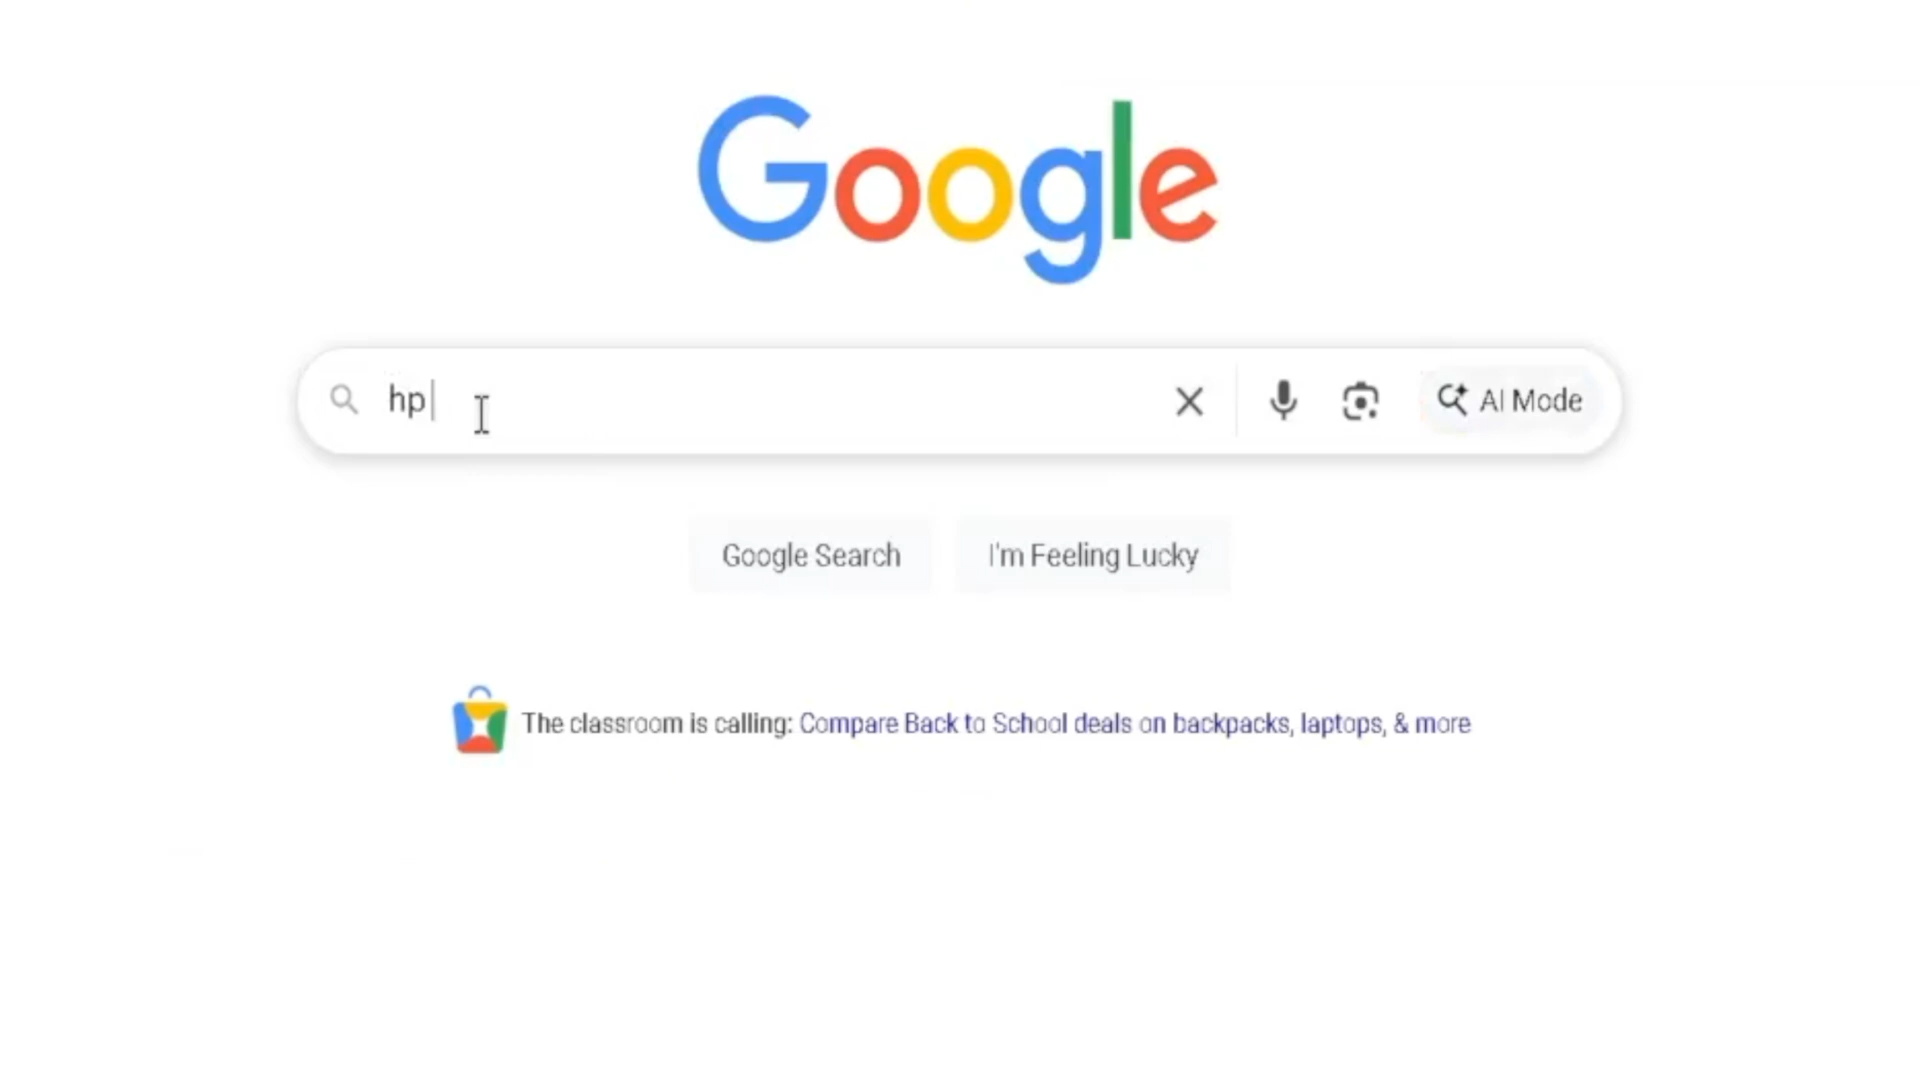 Google
hp
AI Mode
Google Search
I'm Feeling Lucky
The classroom is calling: Compare Back to School deals on backpacks, laptops, & more